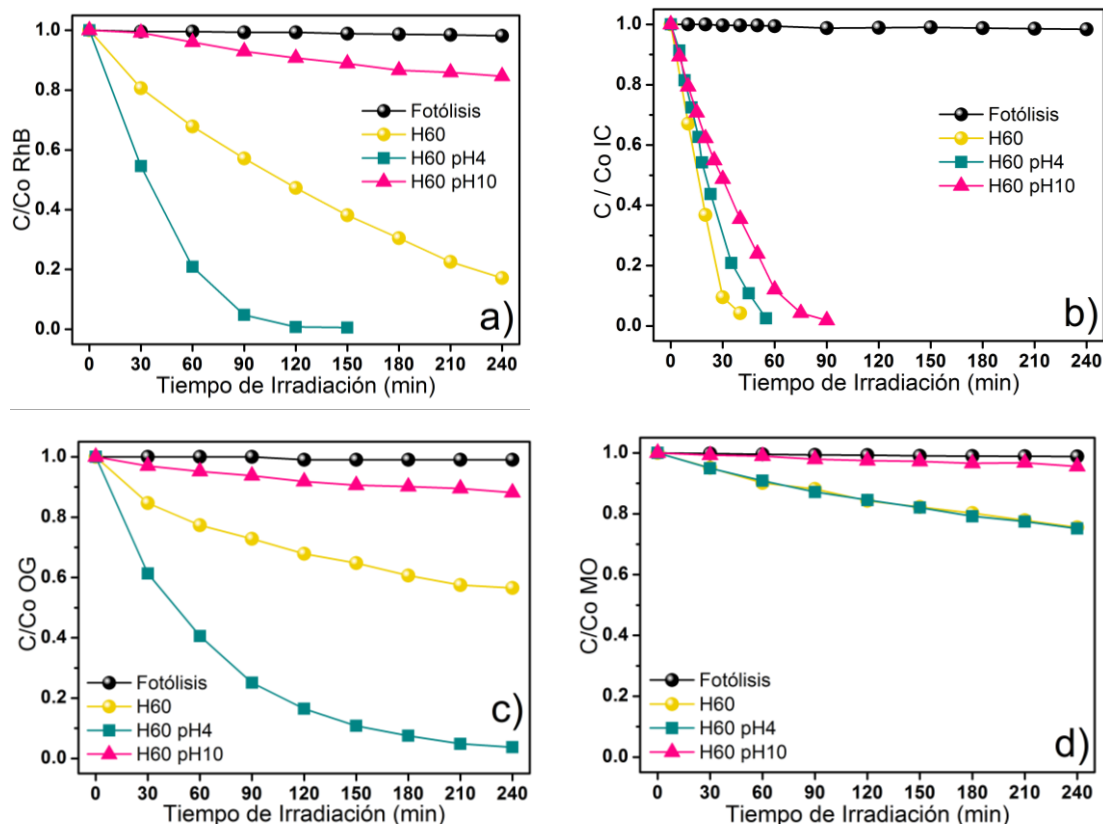 C/Co RhB
1.0
0.8
0.6
0.4
0.2
0.0
Fotólisis
H60
H60 pH4
H60 pH10
a)
0 30 60 90 120 150 180 210 240
Tiempo de Irradiación (min)
C / Co IC
1.0
0.8
0.6
0.4
0.2
0.0
Fotólisis
H60
H60 pH4
H60 pH10
b)
0 30 60 90 120 150 180 210 240
Tiempo de Irradiación (min)
C/Co OG
1.0
0.8
0.6
0.4
0.2
0.0
Fotólisis
H60
H60 pH4
H60 pH10
c)
0 30 60 90 120 150 180 210 240
Tiempo de Irradiación (min)
C/Co MO
1.0
0.8
0.6
0.4
0.2
0.0
Fotólisis
H60
H60 pH4
H60 pH10
d)
0 30 60 90 120 150 180 210 240
Tiempo de Irradiación (min)